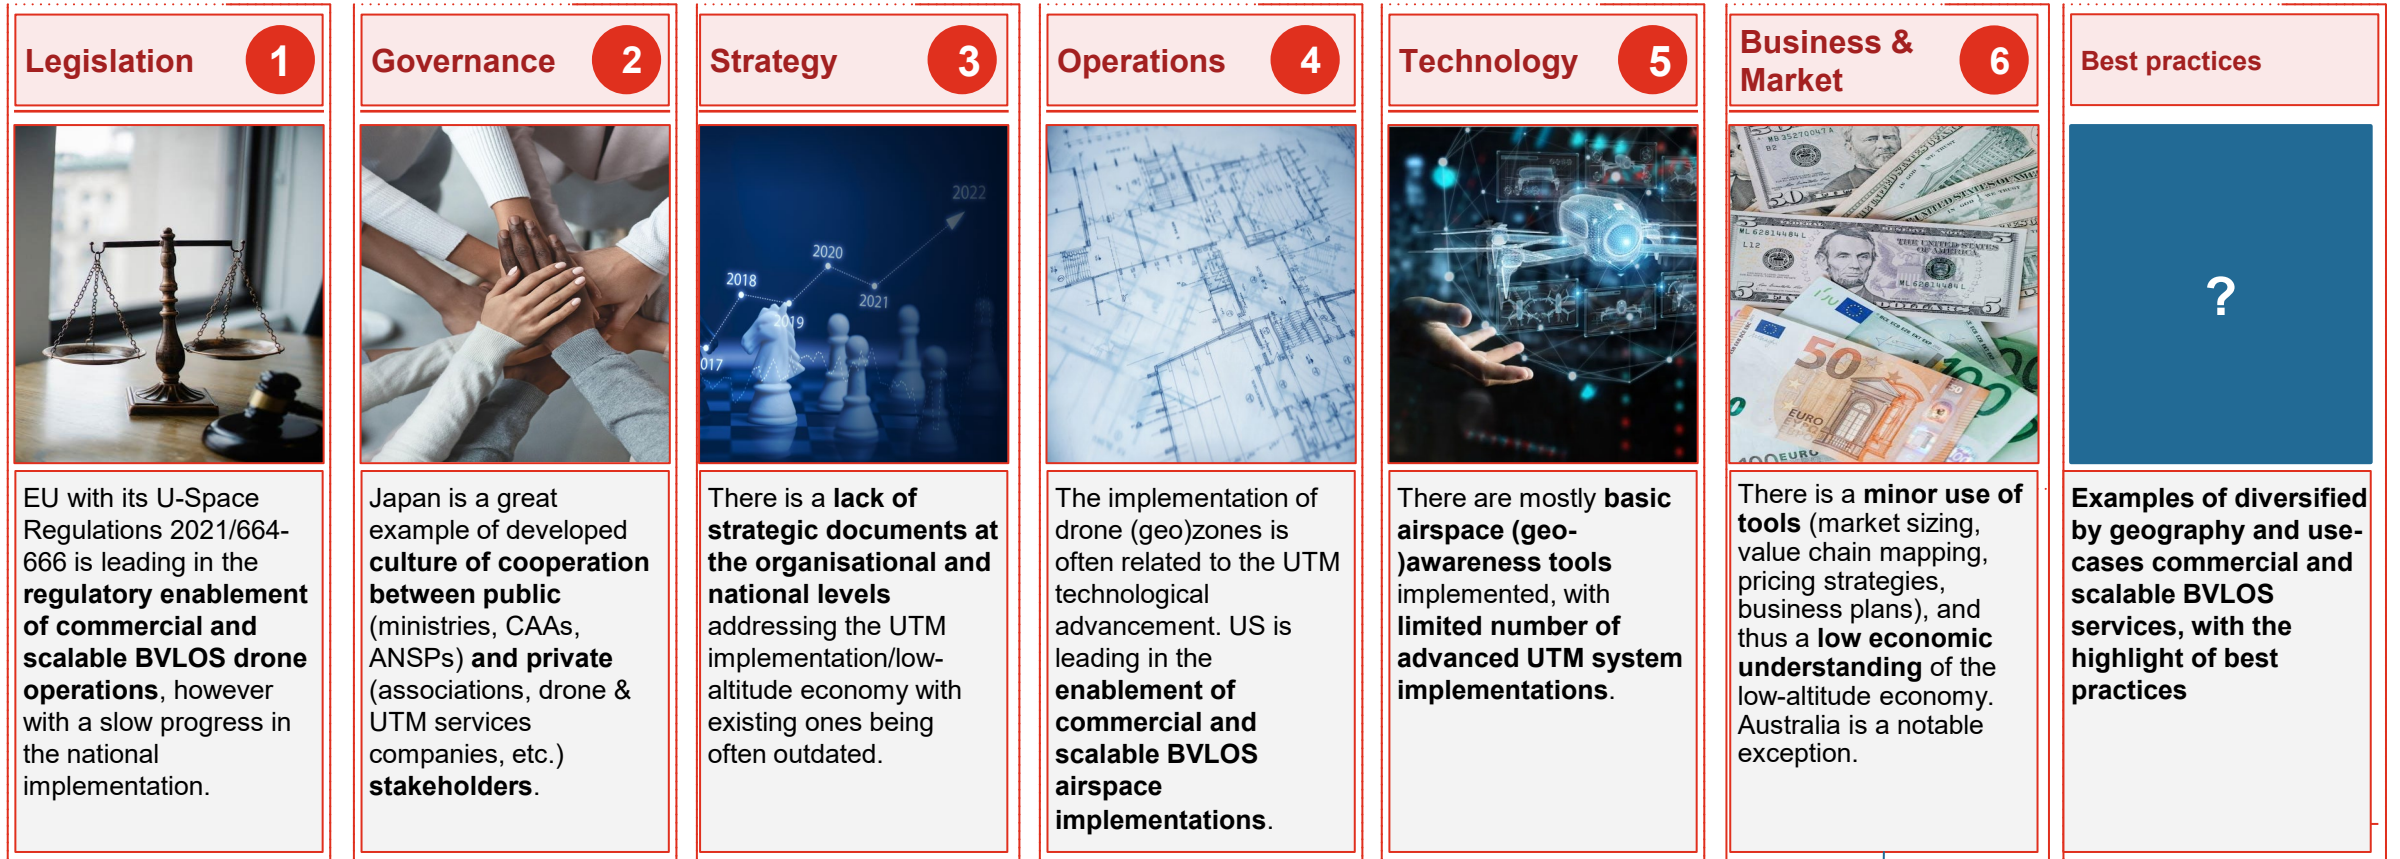 Legislation
1
Governance
2
Strategy
3
Operations
4
Technology
5
Business &
Market
6
Best practices
2022
2020
2018
2021
2019
017
?
EU with its U-Space
Regulations 2021/664-
666 is leading in the
regulatory enablement
of commercial and
scalable BVLOS drone
operations, however
with a slow progress in
the national
implementation.
Japan is a great
example of developed
culture of cooperation
between public
(ministries, CAAs,
ANSPs) and private
(associations, drone &
UTM services
companies, etc.)
stakeholders.
There is a lack of
strategic documents at
the organisational and
national levels
addressing the UTM
implementation/low-
altitude economy with
existing ones being
often outdated.
The implementation of
drone (geo)zones is
often related to the UTM
technological
advancement. US is
leading in the
enablement of
commercial and
scalable BVLOS
airspace
implementations.
There are mostly basic
airspace (geo-
)awareness tools
implemented, with
limited number of
advanced UTM system
implementations.
There is a minor use of
tools (market sizing,
value chain mapping,
pricing strategies,
business plans), and
thus a low economic
understanding of the
low-altitude economy.
Australia is a notable
exception.
Examples of diversified
by geography and use-
cases commercial and
scalable BVLOS
services, with the
highlight of best
practices